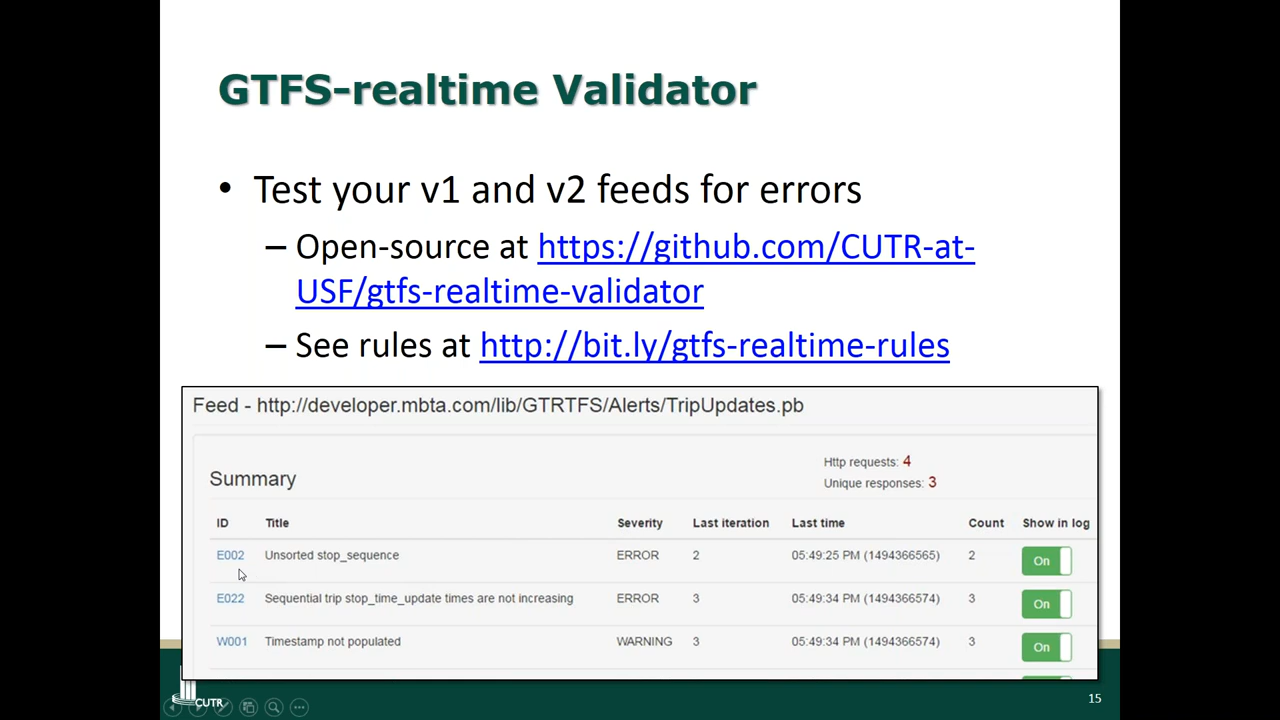 GTFS-realtime Validator
• Test your v1 and v2 feeds for errors
– Open-source at https://github.com/CUTR-at-
USF/gtfs-realtime-validator
– See rules at http://bit.ly/gtfs-realtime-rules
Feed - http://developer.mbta.com/lib/GTRTFS/Alerts/TripUpdates.pb
Http requests: 4
Summary
Unique responses: 3
ID Title Severity Last iteration Last time Count Show in log
E002 Unsorted stop_sequence ERROR 2 05:49:25 PM (1494366565) 2 On
E022 Sequential trip stop_time_update times are not increasing ERROR 3 05:49:34 PM (1494366574) 3 On
W001 Timestamp not populated WARNING 3 05:49:34 PM (1494366574) 3 On
CUTR
15